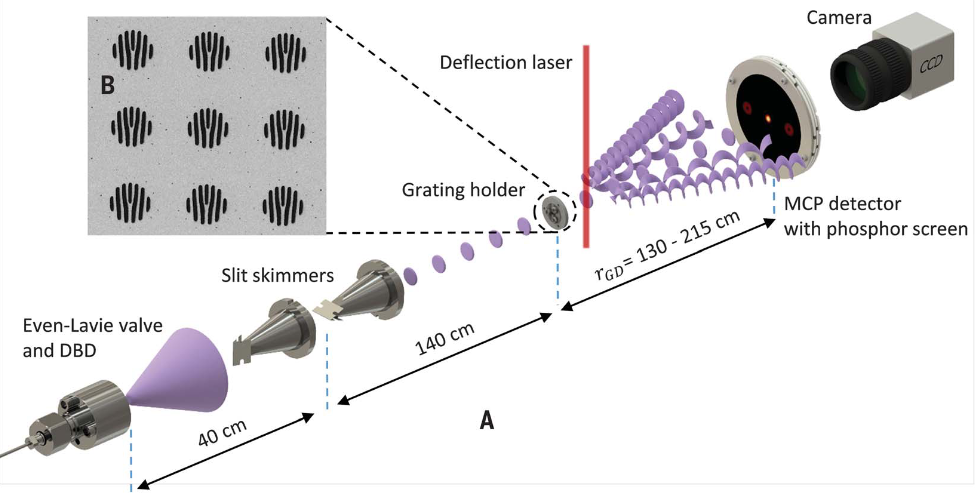 Camera
Deflection laser
B
CCD
Grating holder
MCP detector
with phosphor screen
r_GD = 130 - 215 cm
Slit skimmers
Even-Lavie valve
and DBD
140 cm
40 cm
A